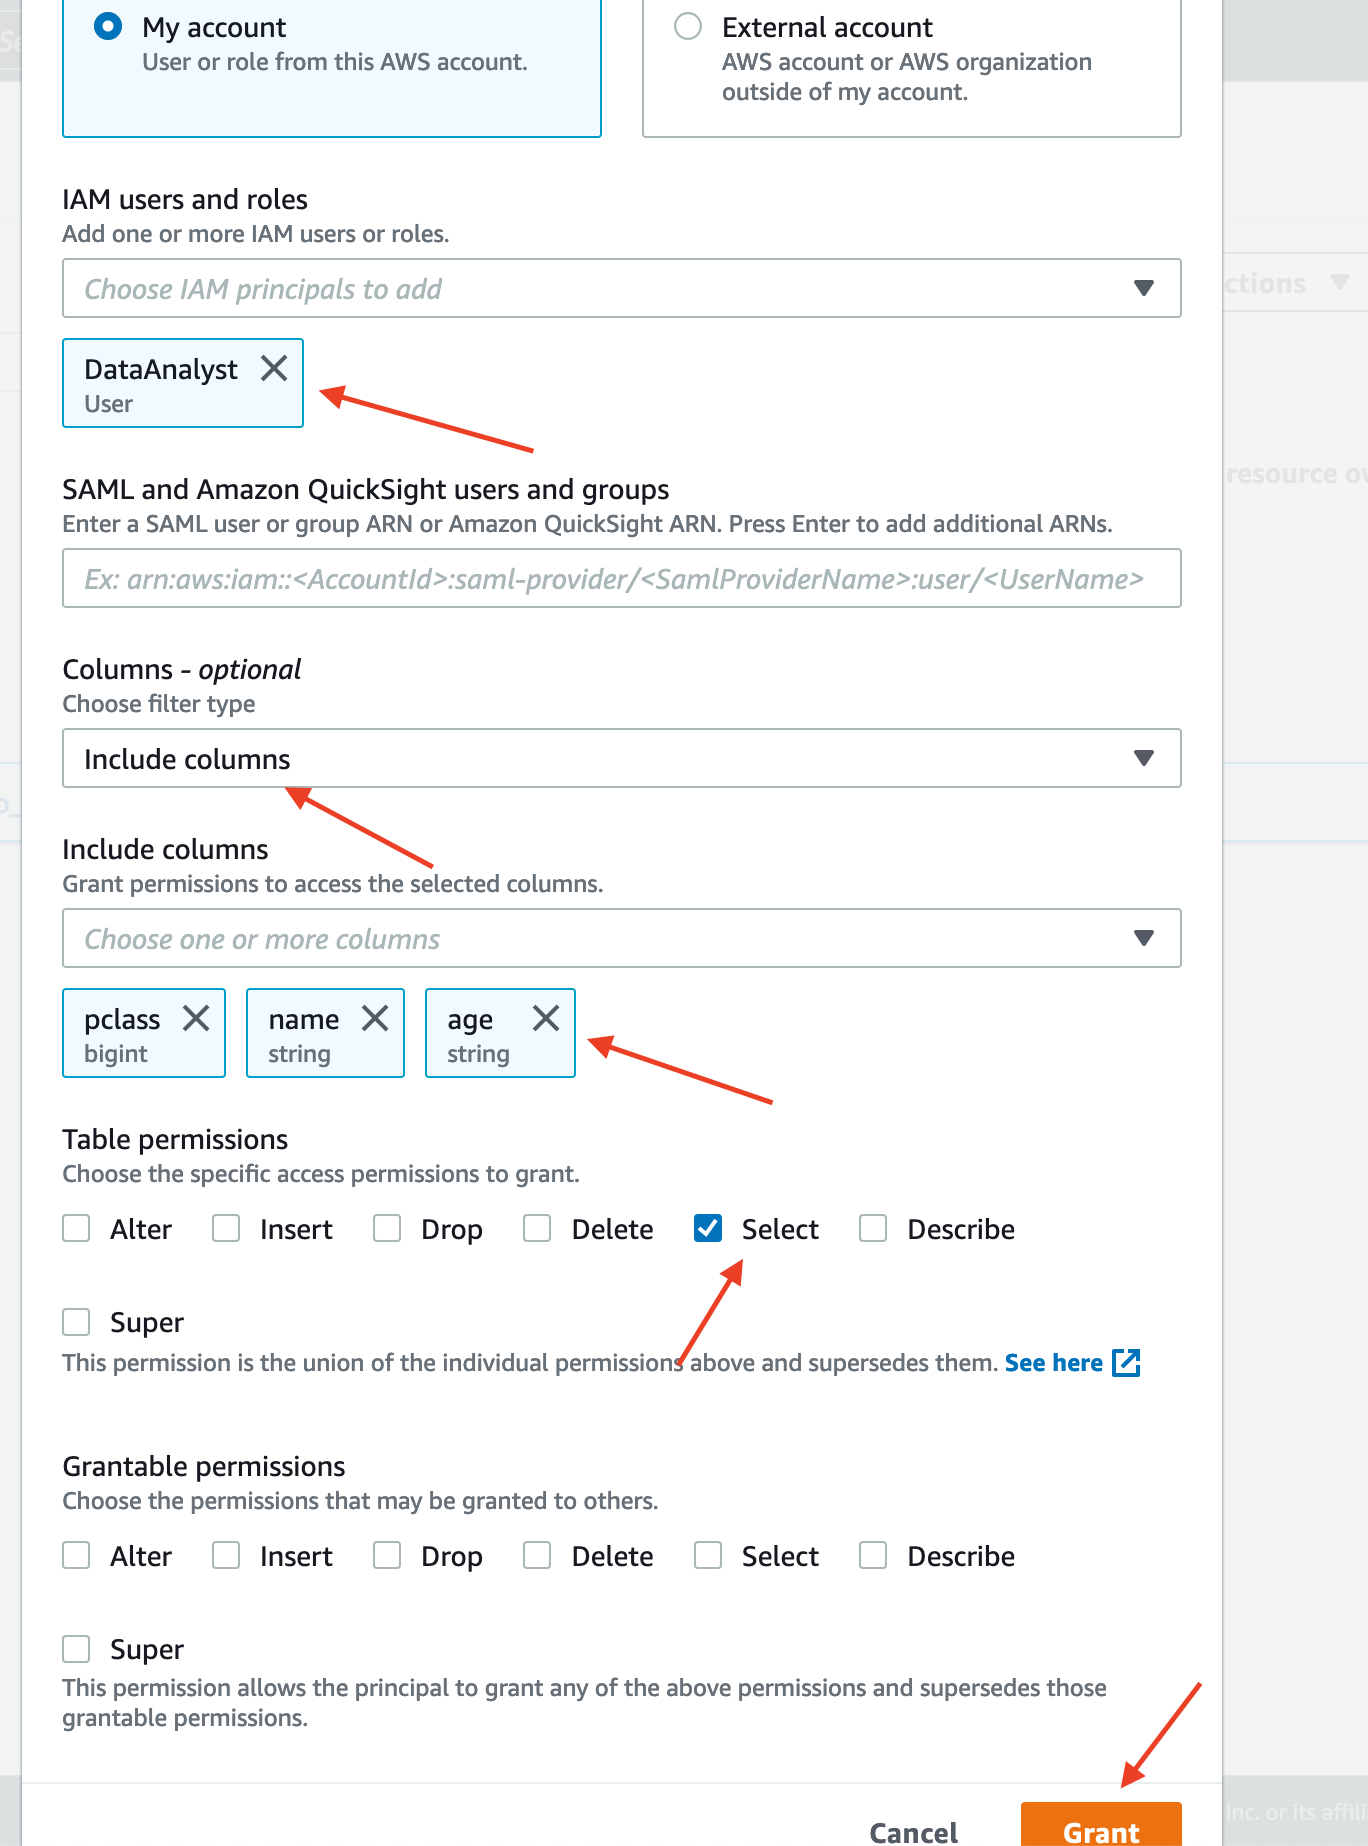 My account
User or role from this AWS account.
External account
AWS account or AWS organization
outside of my account.
IAM users and roles
Add one or more IAM users or roles.
Choose IAM principals to add
ctions
DataAnalyst
User
resource
SAML and Amazon QuickSight users and groups
Enter a SAML user or group ARN or Amazon QuickSight ARN. Press Enter to add additional ARNs.
Ex: arn:aws:iam::<AccountId>:saml-provider/<SamlProviderName>:user/<UserName>
Columns - optional
Choose filter type
Include columns
Include columns
Grant permissions to access the selected columns.
Choose one or more columns
pclass
bigint
name
string
age
string
Table permissions
Choose the specific access permissions to grant.
Alter Insert Drop Delete Select Describe
Super
This permission is the union of the individual permissions above and supersedes them. See here
Grantable permissions
Choose the permissions that may be granted to others.
Alter Insert Drop Delete Select Describe
Super
This permission allows the principal to grant any of the above permissions and supersedes those
grantable permissions.
Inc. or its affili
Cancel Grant